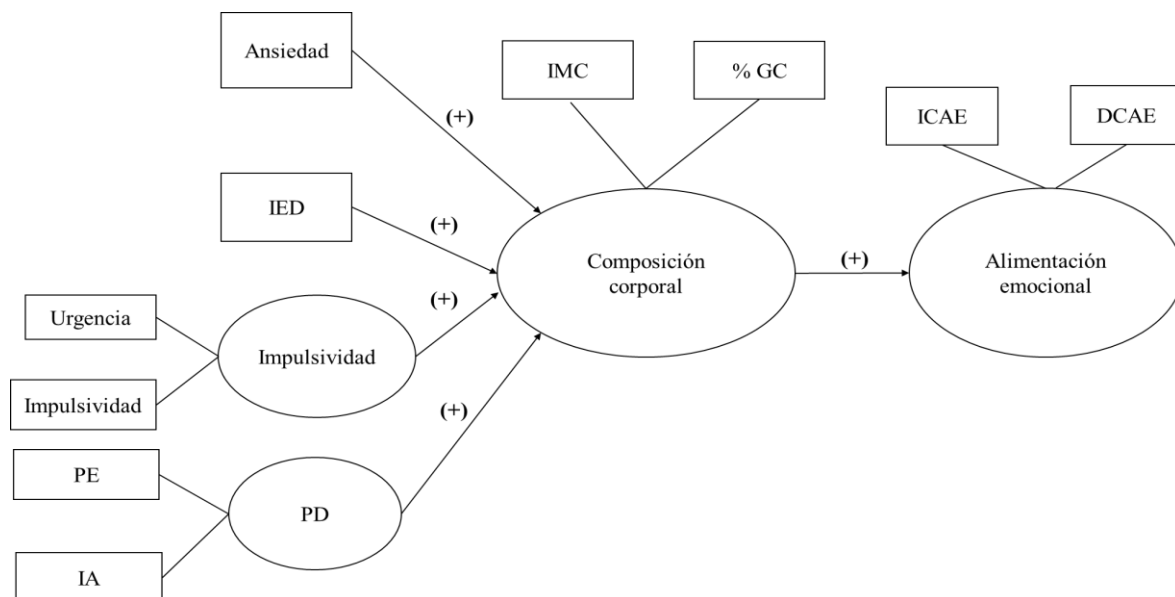 Ansiedad
IMC
% GC
ICAE
DCAE
(+)
IED
(+)
Composición
corporal
(+)
Alimentación
emocional
Urgencia
Impulsividad
(+)
Impulsividad
PE
PD
(+)
IA